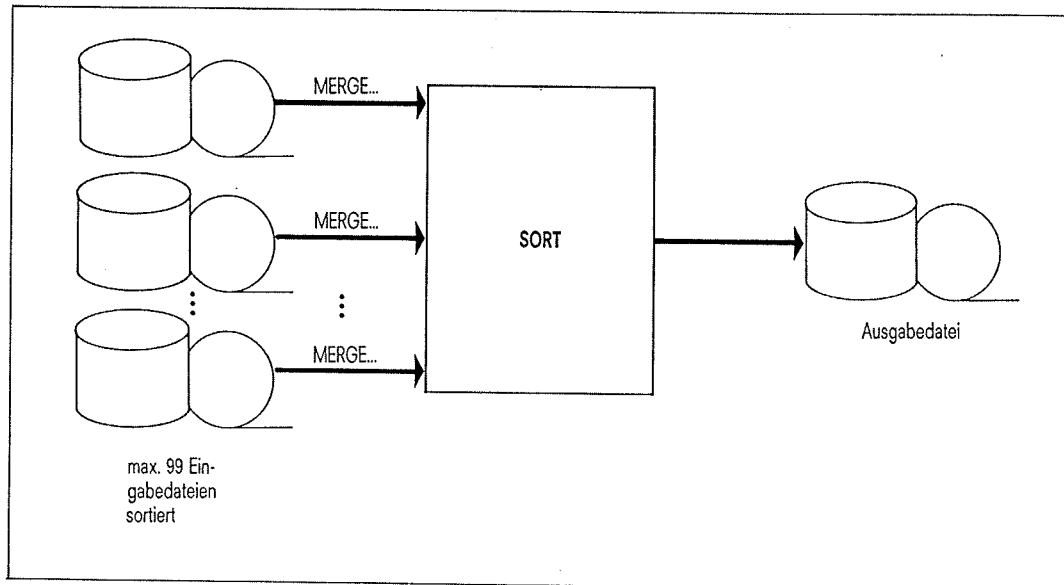 MERGE...
MERGE...
SORT
MERGE...
Ausgabedatei
max. 99 Ein-
gabedateien
sortiert